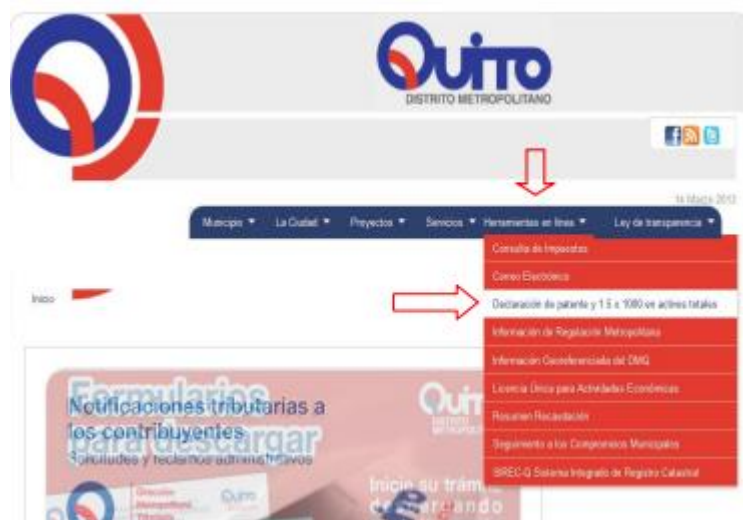 QUITO
DISTRITO METROPOLITANO
14 Marzo 2013
Municipio La Ciudad Proyectos Servicios Herramientas en línea Ley de transparencia
Consulta de Impuestos
Correo Electrónico
Inicio
Declaración de patente y 1.5 x 1000 en activos totales
Información de Regulación Metropolitana
Información Georeferenciada del DMQ
Licencia Única para Actividades Económicas
Resumen Recaudación
Seguimiento a los Compromisos Municipales
SIREC-Q Sistema Integrado de Registro Catastral
Formularios
Notificaciones tributarias a
los contribuyentes
para descargar
Solicitudes y reclamos administrativos
Inicie su trámite
descargando
Quito